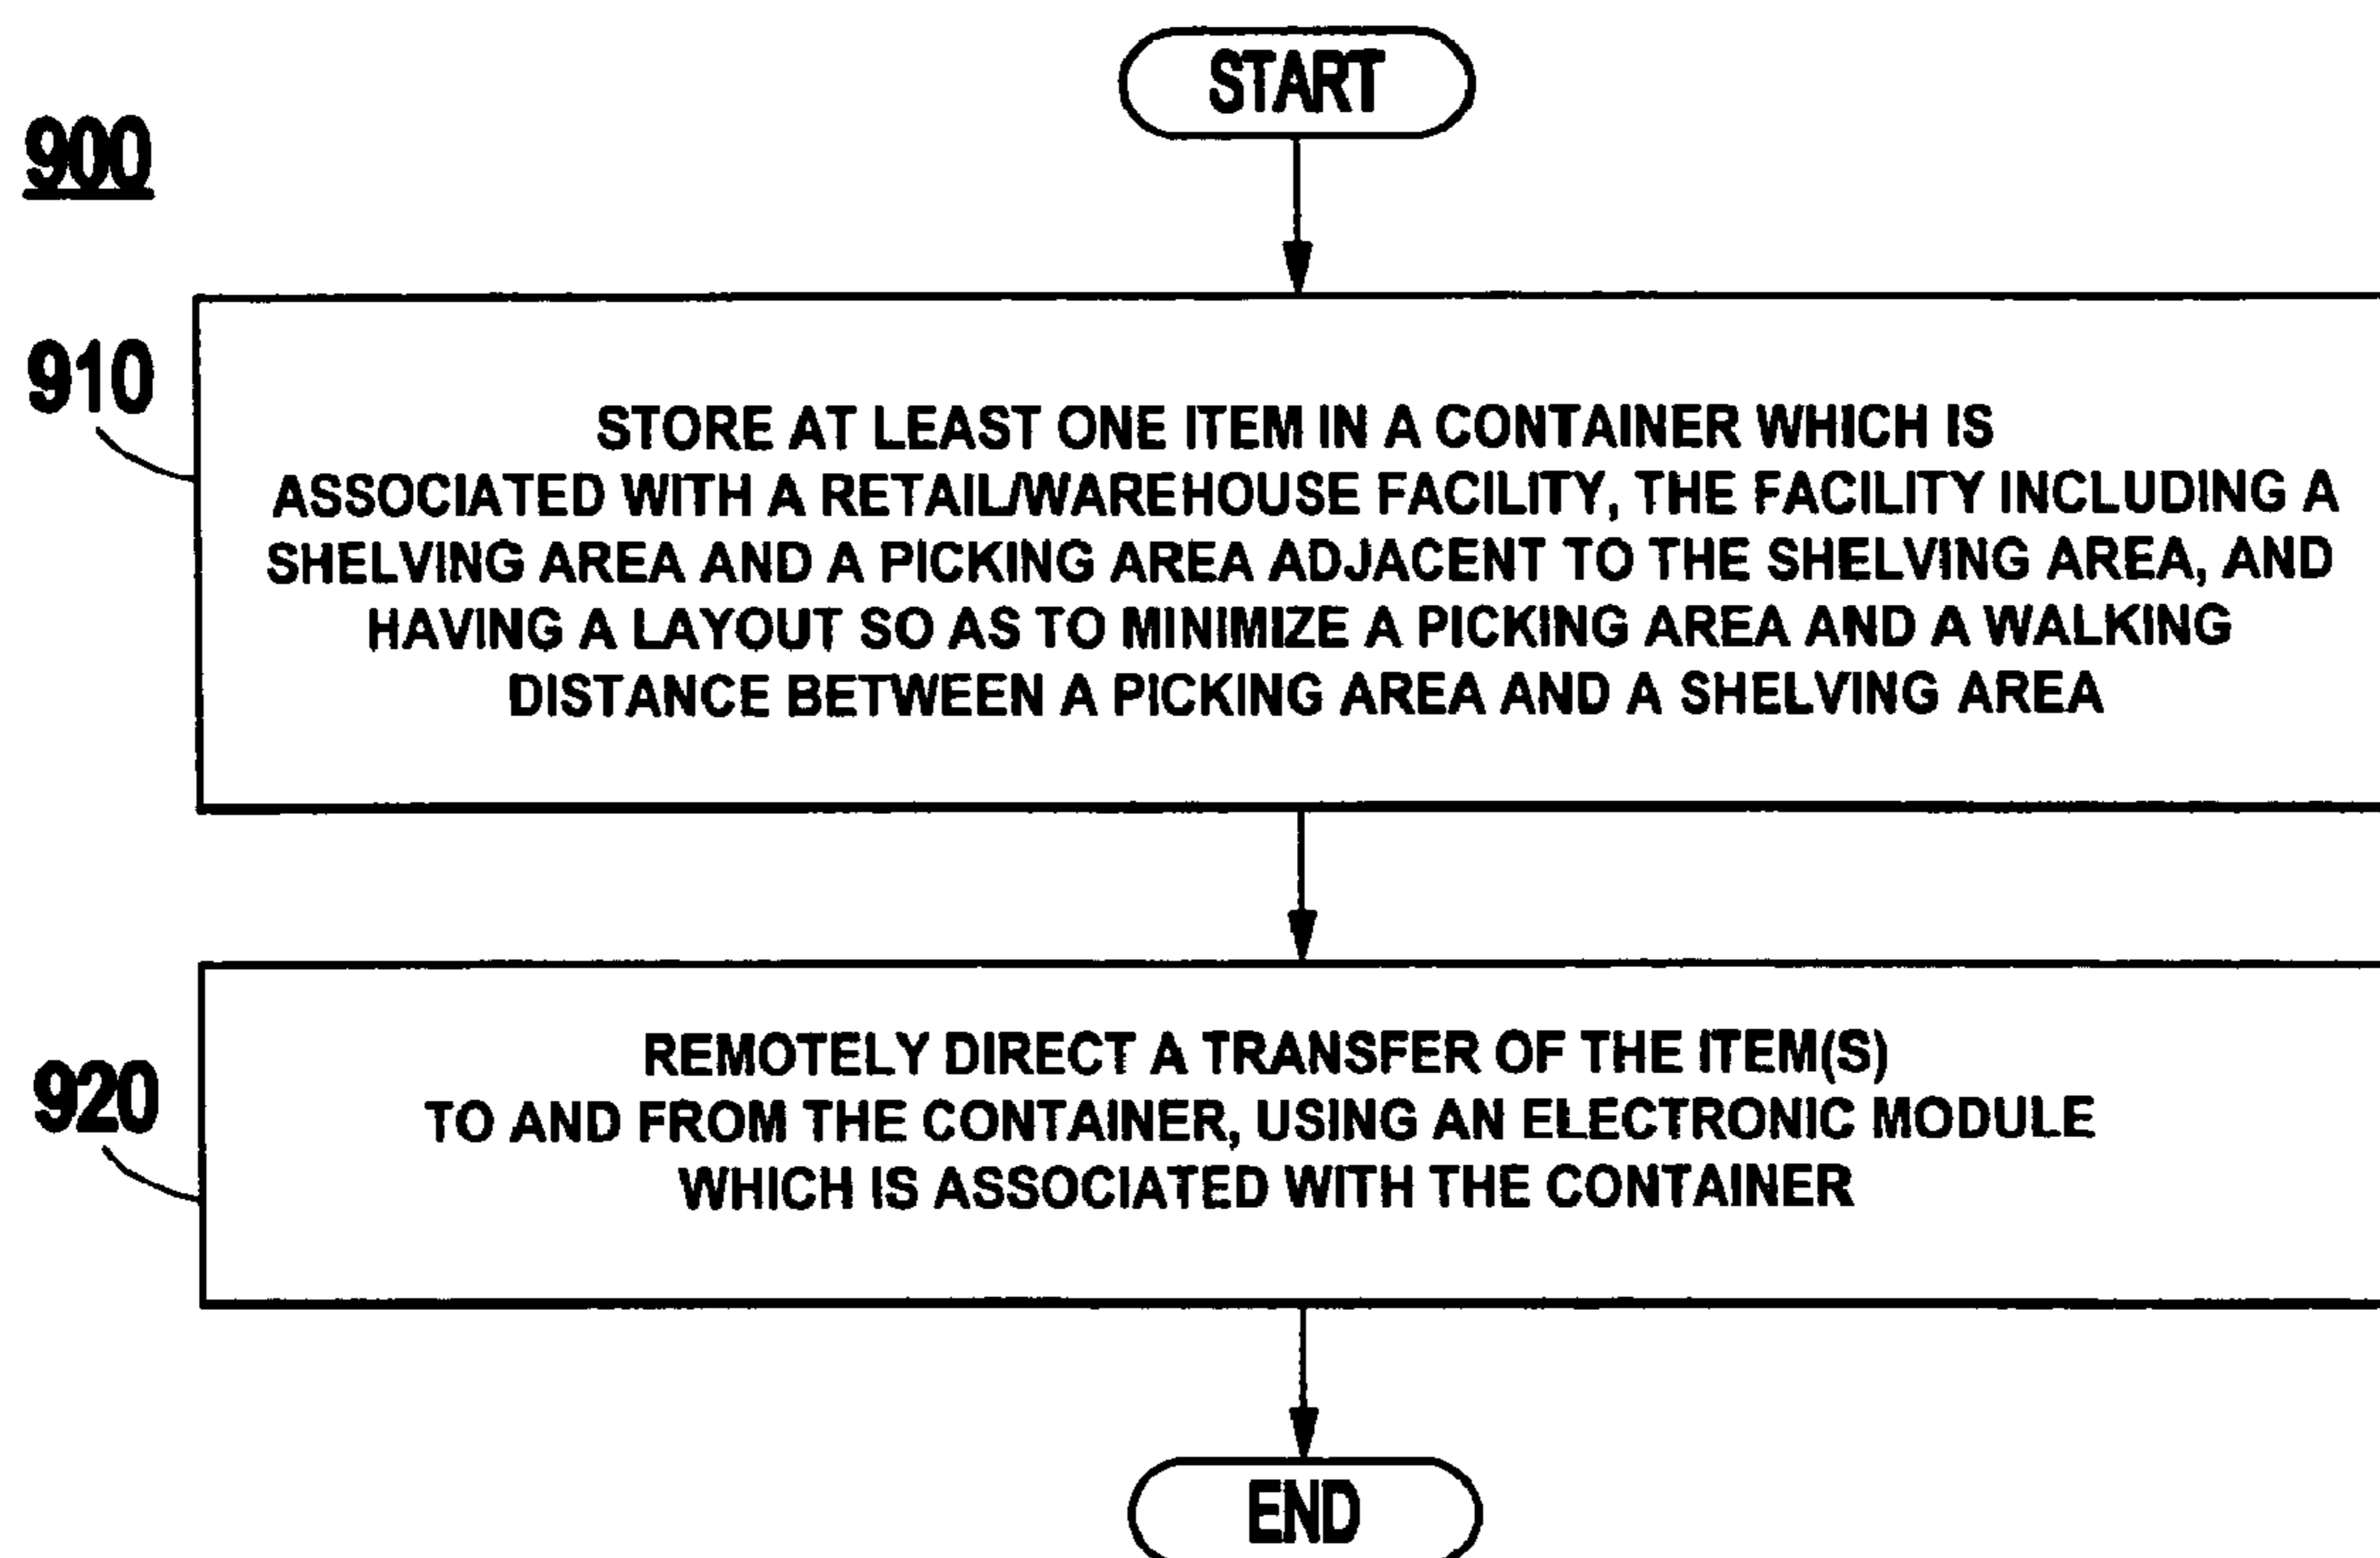 START
900
910
STORE AT LEAST ONE ITEM IN A CONTAINER WHICH IS
ASSOCIATED WITH A RETAIL/WAREHOUSE FACILITY, THE FACILITY INCLUDING A
SHELVING AREA AND A PICKING AREA ADJACENT TO THE SHELVING AREA, AND
HAVING A LAYOUT SO AS TO MINIMIZE A PICKING AREA AND A WALKING
DISTANCE BETWEEN A PICKING AREA AND A SHELVING AREA
920
REMOTELY DIRECT A TRANSFER OF THE ITEM(S)
TO AND FROM THE CONTAINER, USING AN ELECTRONIC MODULE
WHICH IS ASSOCIATED WITH THE CONTAINER
END